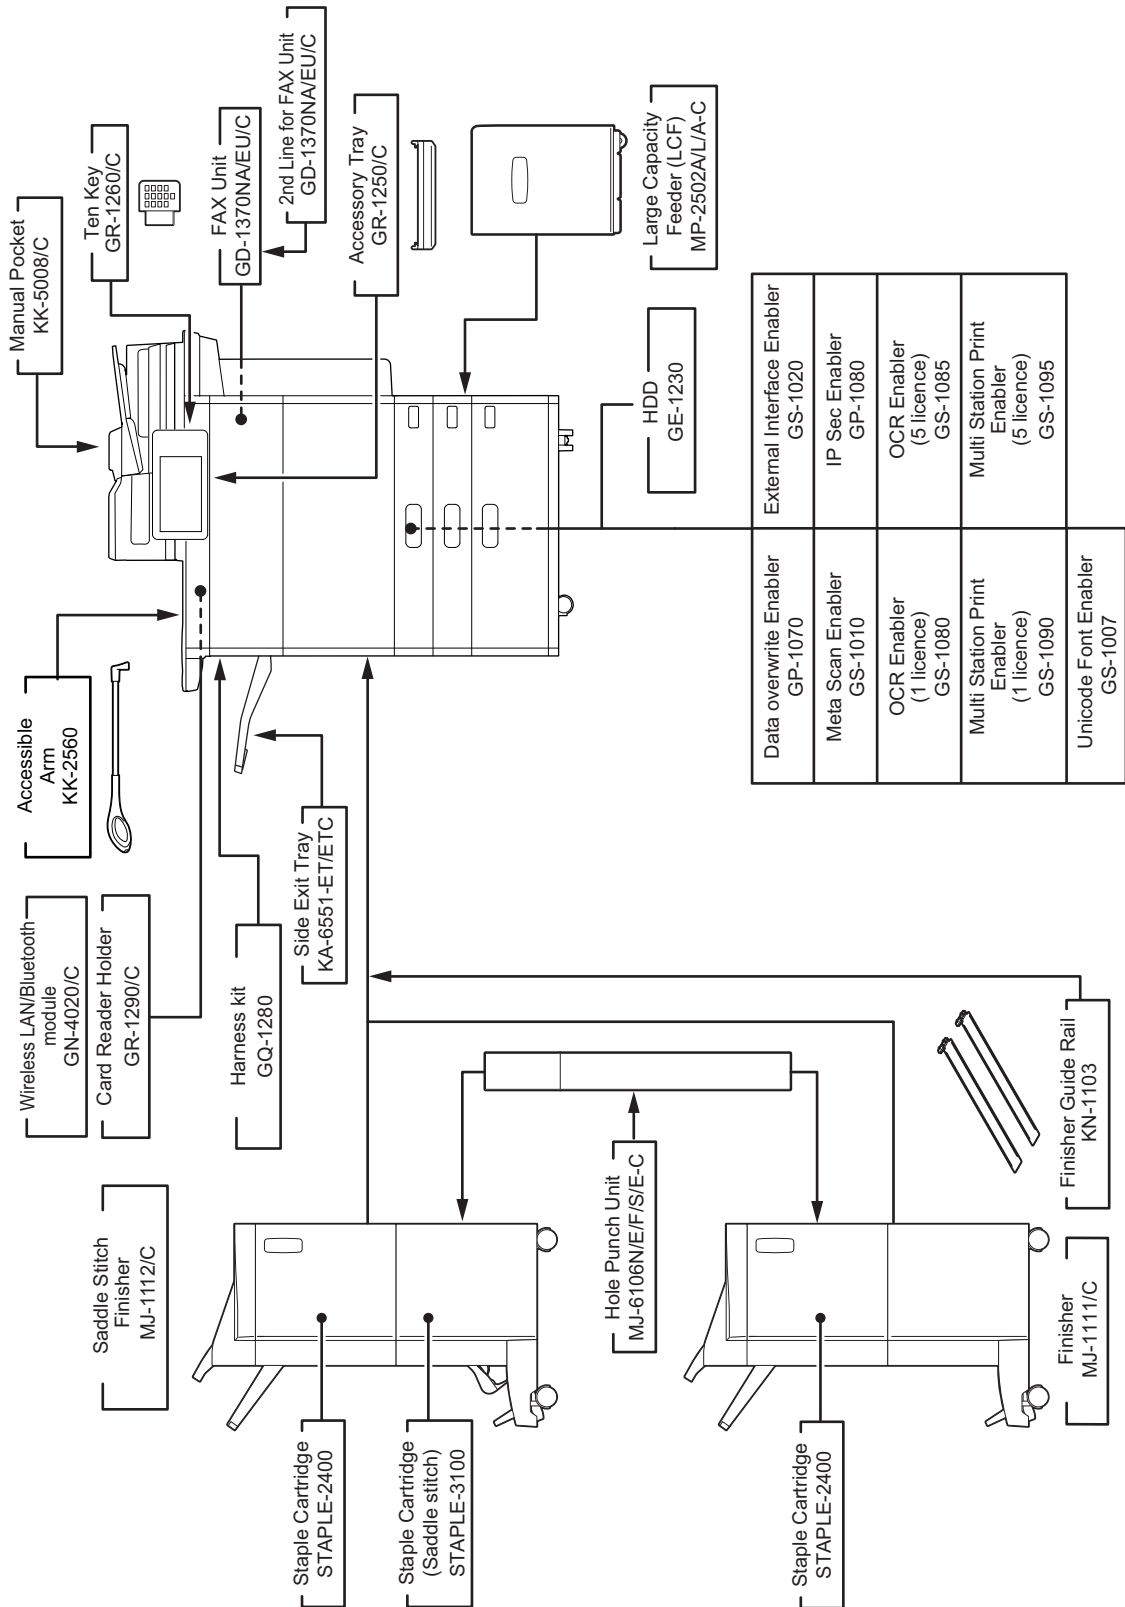 Saddle Stitch
Finisher
MJ-1112/C
Staple Cartridge
STAPLE-2400
Staple Cartridge
(Saddle stitch)
STAPLE-3100
Staple Cartridge
STAPLE-2400
Finisher
MJ-1111/C
Wireless LAN/Bluetooth
module
GN-4020/C
Card Reader Holder
GR-1290/C
Harness kit
GQ-1280
Hole Punch Unit
MJ-6106N/E/F/S/E-C
Finisher Guide Rail
KN-1103
Accessible
Arm
KK-2560
Side Exit Tray
KA-6551-ET/ETC
Manual Pocket
KK-5008/C
Ten Key
GR-1260/C
FAX Unit
GD-1370NA/EU/C
2nd Line for FAX Unit
GD-1370NA/EU/C
Accessory Tray
GR-1250/C
Large Capacity
Feeder (LCF)
MP-2502A/L/A-C
HDD
GE-1230
Data overwrite Enabler
GP-1070
External Interface Enabler
GS-1020
Meta Scan Enabler
GS-1010
IP Sec Enabler
GP-1080
OCR Enabler
(1 licence)
GS-1080
OCR Enabler
(5 licence)
GS-1085
Multi Station Print
Enabler
(1 licence)
GS-1090
Multi Station Print
Enabler
(5 licence)
GS-1095
Unicode Font Enabler
GS-1007